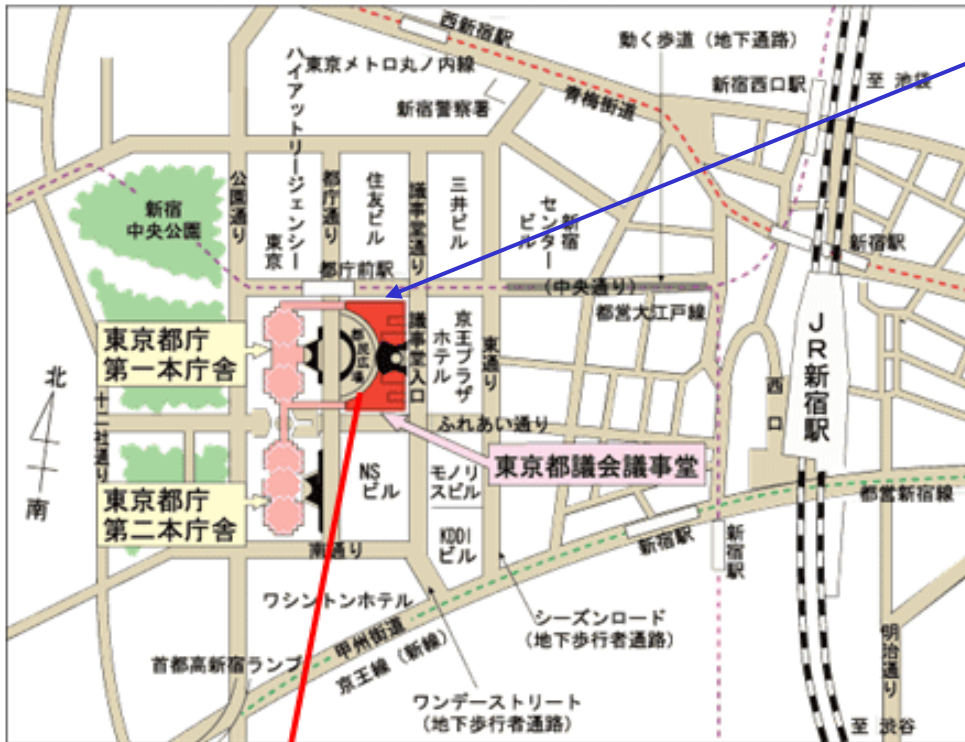 西新宿駅
動く歩道（地下通路）
東京メトロ丸ノ内線
新宿西口駅
至 池袋
青梅街道
新宿警察署
ハイアットリージェンシー
東京
公園通り
都庁通り
住友ビル
議事堂通り
三井ビル
新宿
センター
ビル
新宿
中央公園
新宿駅
都庁前駅
（中央通り）
都営大江戸線
東京都庁
第一本庁舎
都民広場
議事堂入口
京王プラザ
ホテル
東通り
JR新宿駅
西口
北
南
十二社通り
ふれあい通り
東京都議会議事堂
NS
ビル
モノリ
スビル
東京都庁
第二本庁舎
都営新宿線
KDDI
ビル
新宿駅
新宿駅
南通り
ワシントンホテル
シーズンロード
（地下歩行者通路）
甲州街道
京王線（新線）
首都高新宿ランプ
明治通り
ワンデーストリート
（地下歩行者通路）
至 渋谷